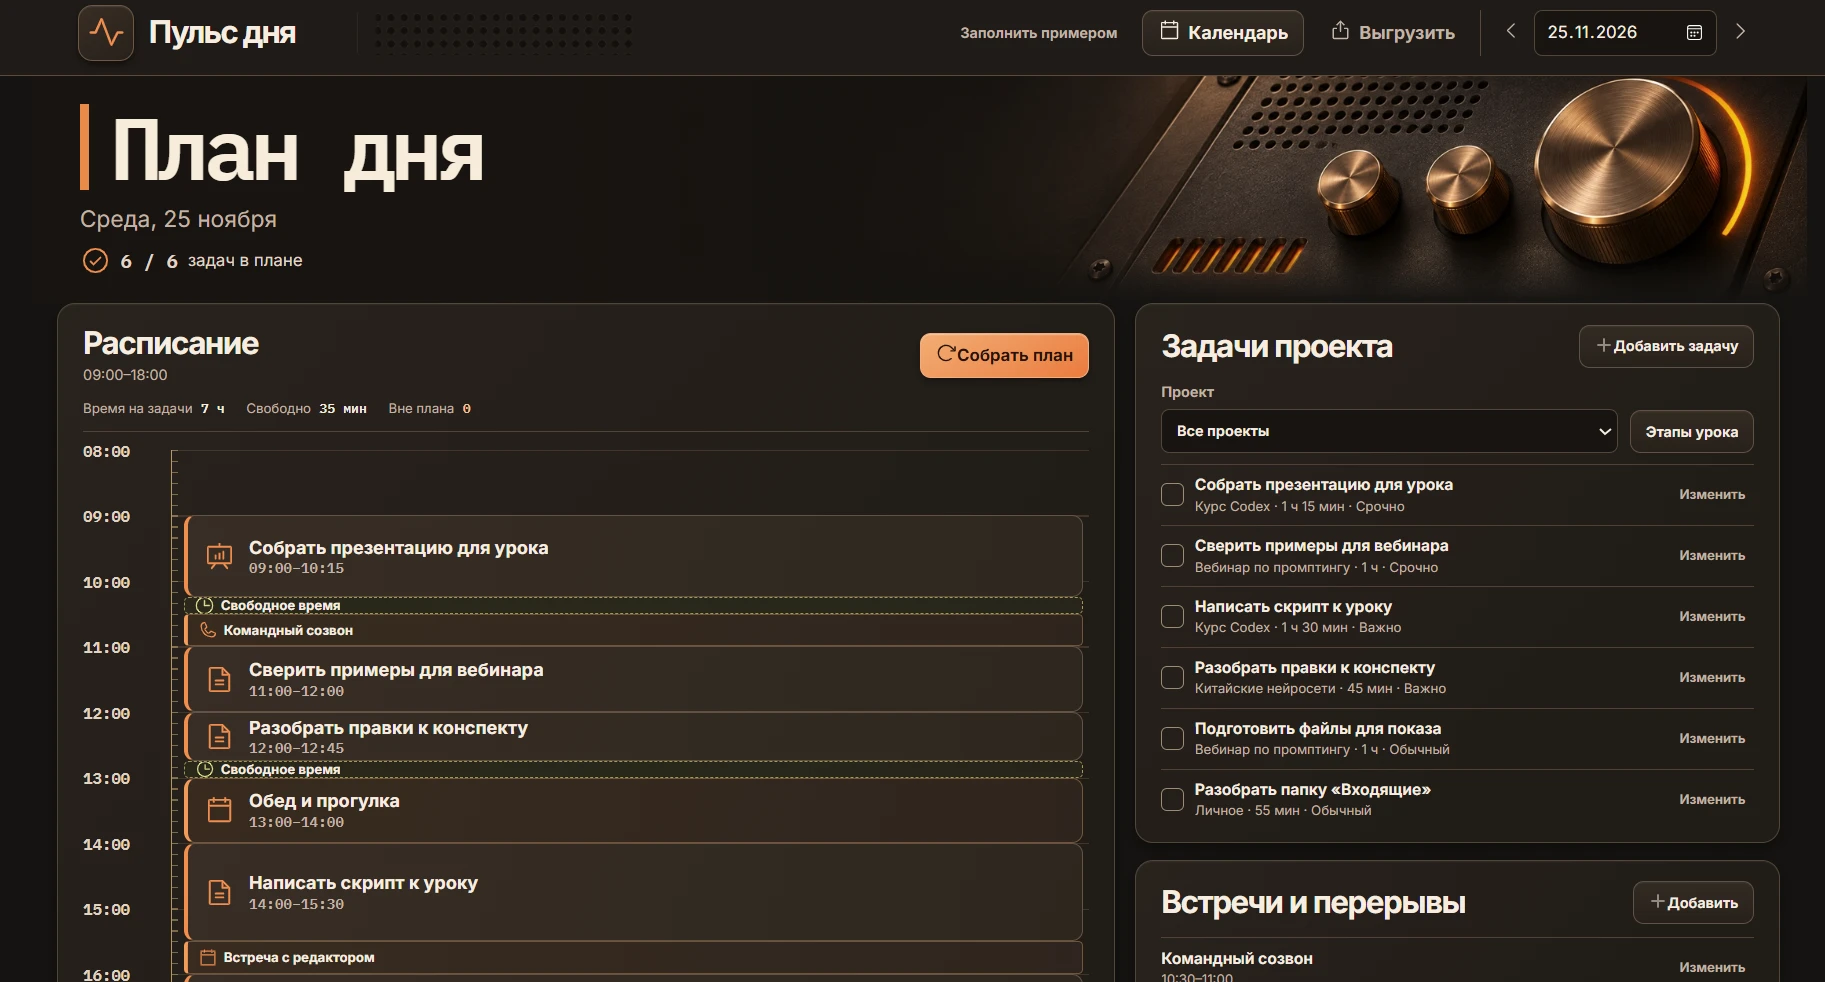 Пульс дня
Заполнить примером
Календарь
Выгрузить
25.11.2026
План дня
Среда, 25 ноября
6 / 6 задач в плане
Расписание
09:00–18:00
Собрать план
Время на задачи 7 ч Свободно 35 мин Вне плана 0
08:00
09:00
Собрать презентацию для урока
09:00–10:15
10:00
Свободное время
Командный созвон
11:00
Сверить примеры для вебинара
11:00–12:00
12:00
Разобрать правки к конспекту
12:00–12:45
Свободное время
13:00
Обед и прогулка
13:00–14:00
14:00
Написать скрипт к уроку
14:00–15:30
15:00
Встреча с редактором
16:00
Задачи проекта
Добавить задачу
Проект
Все проекты
Этапы урока
Собрать презентацию для урока
Курс Codex · 1 ч 15 мин · Срочно
Изменить
Сверить примеры для вебинара
Вебинар по промптингу · 1 ч · Срочно
Изменить
Написать скрипт к уроку
Курс Codex · 1 ч 30 мин · Важно
Изменить
Разобрать правки к конспекту
Китайские нейросети · 45 мин · Важно
Изменить
Подготовить файлы для показа
Вебинар по промптингу · 1 ч · Обычный
Изменить
Разобрать папку «Входящие»
Личное · 55 мин · Обычный
Изменить
Встречи и перерывы
Добавить
Командный созвон
10:30–11:00
Изменить